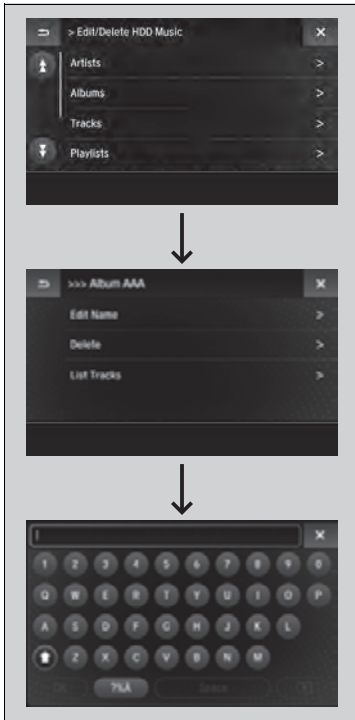 > Edit/Delete HDD Music
Artists >
Albums >
Tracks >
Playlists >
>>> Album AAA
Edit Name >
Delete >
List Tracks >
1 2 3 4 5 6 7 8 9 0
Q W E R T Y U I O P
A S D F G H J K L
Z X C V B N M
OK ?%Á Space